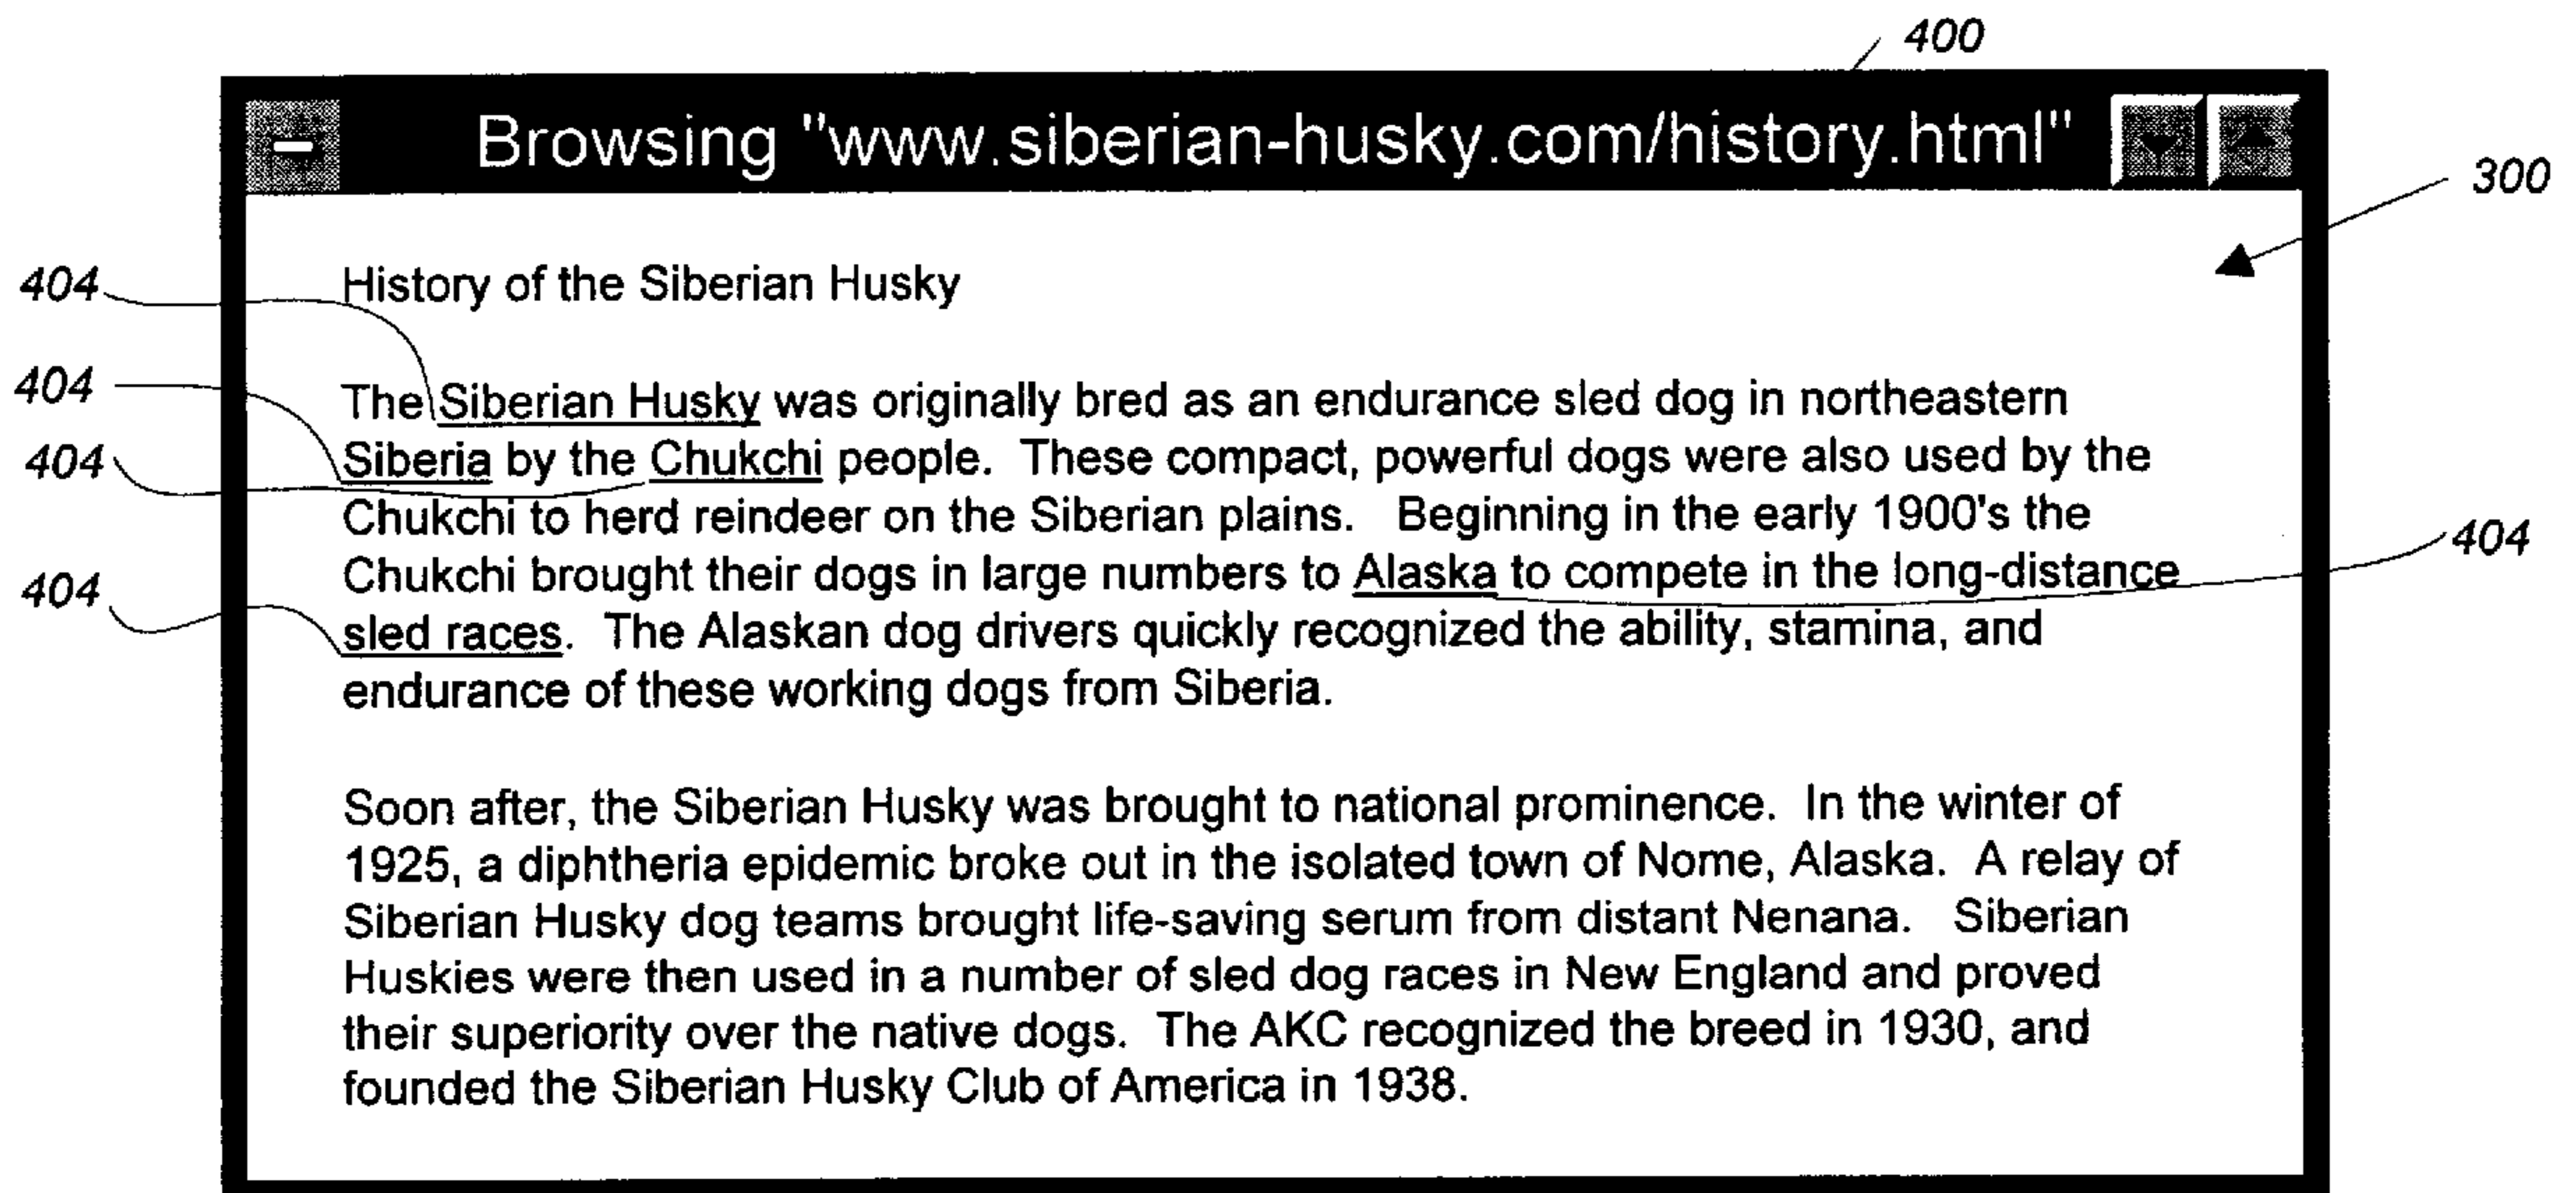 400
Browsing "www.siberian-husky.com/history.html"
300
404
History of the Siberian Husky
404
The Siberian Husky was originally bred as an endurance sled dog in northeastern
404
Siberia by the Chukchi people. These compact, powerful dogs were also used by the
Chukchi to herd reindeer on the Siberian plains. Beginning in the early 1900's the
404
Chukchi brought their dogs in large numbers to Alaska to compete in the long-distance
404
sled races. The Alaskan dog drivers quickly recognized the ability, stamina, and
endurance of these working dogs from Siberia.
Soon after, the Siberian Husky was brought to national prominence. In the winter of
1925, a diphtheria epidemic broke out in the isolated town of Nome, Alaska. A relay of
Siberian Husky dog teams brought life-saving serum from distant Nenana. Siberian
Huskies were then used in a number of sled dog races in New England and proved
their superiority over the native dogs. The AKC recognized the breed in 1930, and
founded the Siberian Husky Club of America in 1938.